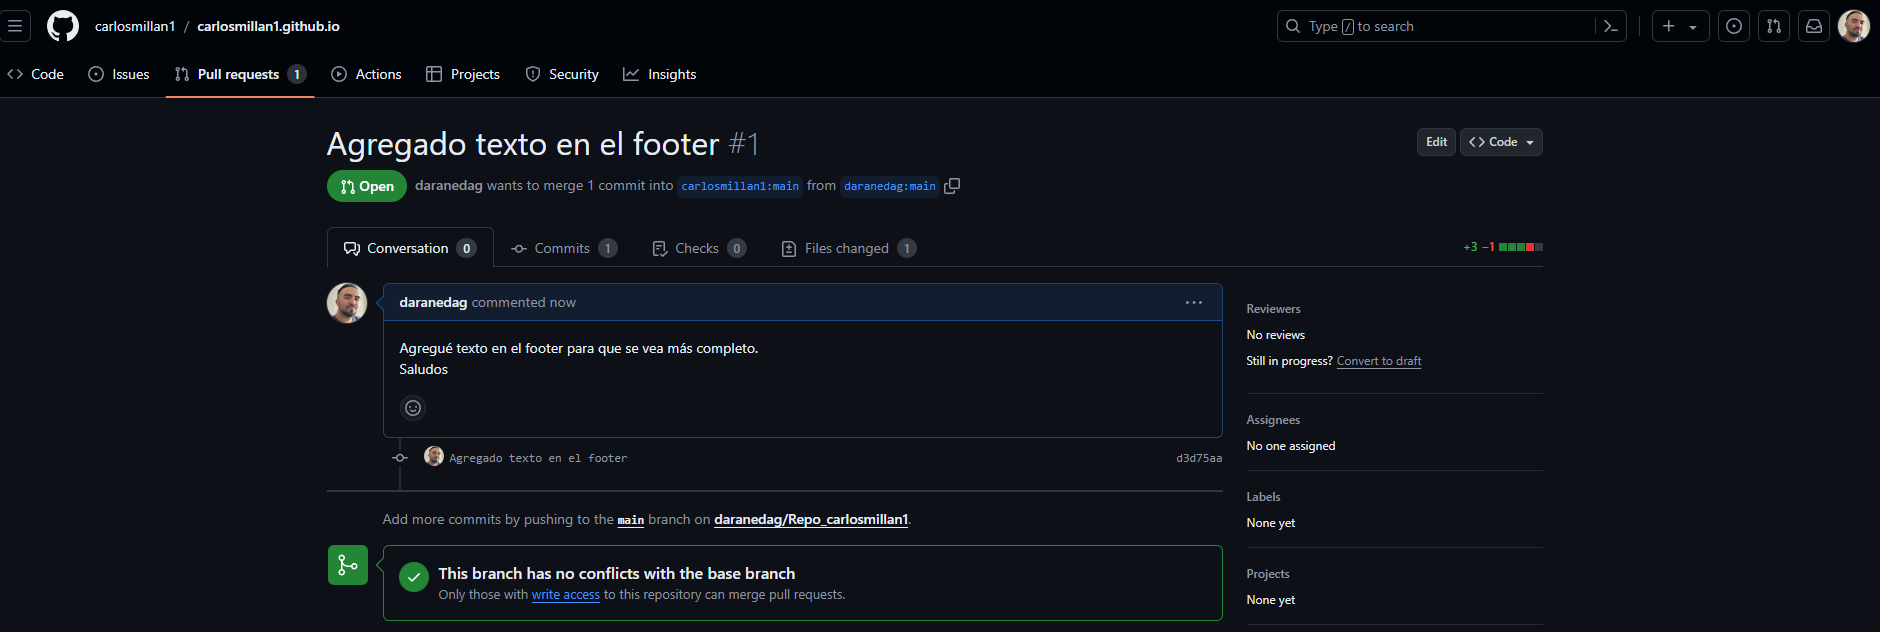 carlosmillan1 / carlosmillan1.github.io
Type / to search
Code
Issues
Pull requests 1
Actions
Projects
Security
Insights
Agregado texto en el footer #1
Edit
Code
Open
daranedag wants to merge 1 commit into carlosmillan1:main from daranedag:main
Conversation 0
Commits 1
Checks 0
Files changed 1
+3 −1
daranedag commented now
Agregué texto en el footer para que se vea más completo.
Saludos
Agregado texto en el footer
d3d75aa
Add more commits by pushing to the main branch on daranedag/Repo_carlosmillan1.
This branch has no conflicts with the base branch
Only those with write access to this repository can merge pull requests.
Reviewers
No reviews
Still in progress? Convert to draft
Assignees
No one assigned
Labels
None yet
Projects
None yet